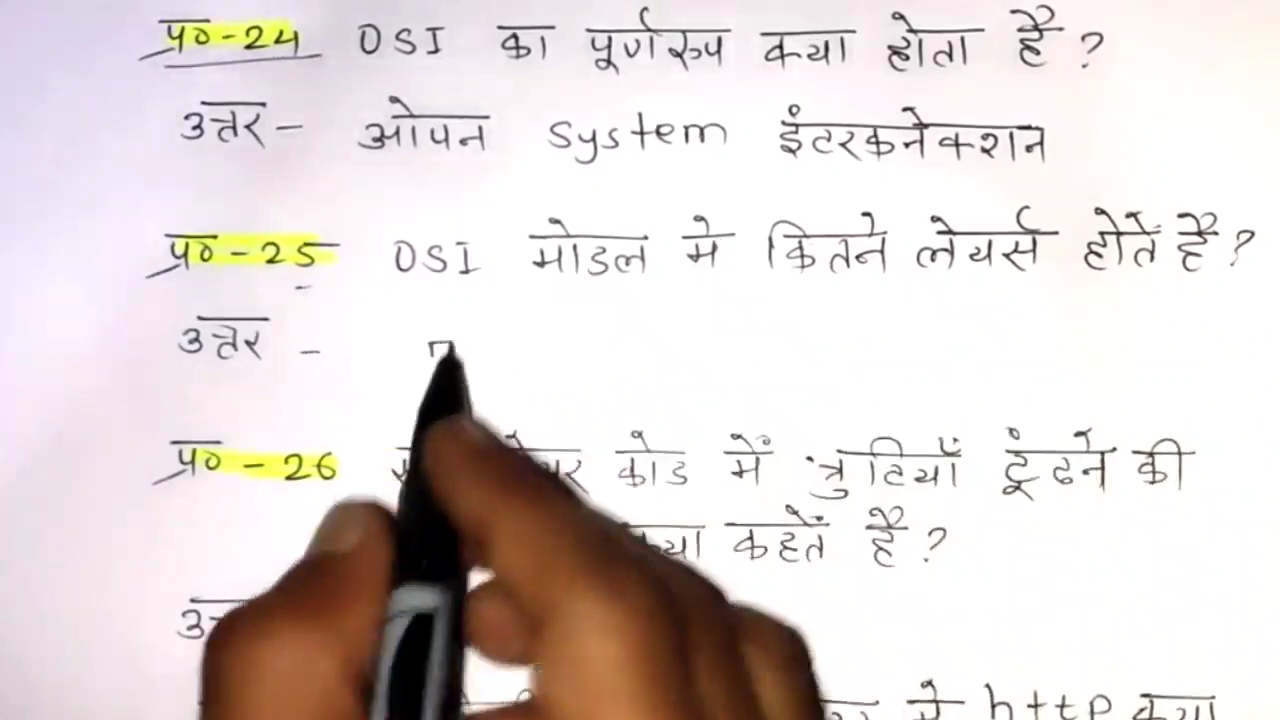 प्र०-24 OSI का पूर्णरुप क्या होता है ?
उत्तर - ओपन system इंटरकनेक्शन
प्र०-25 OSI मोडल मे कितने लेयर्स होतें है ?
उत्तर -
प्र० - 26 कोड में त्रुटियाँ ढूंढने की
क्या कहतें है ?
मे http क्या